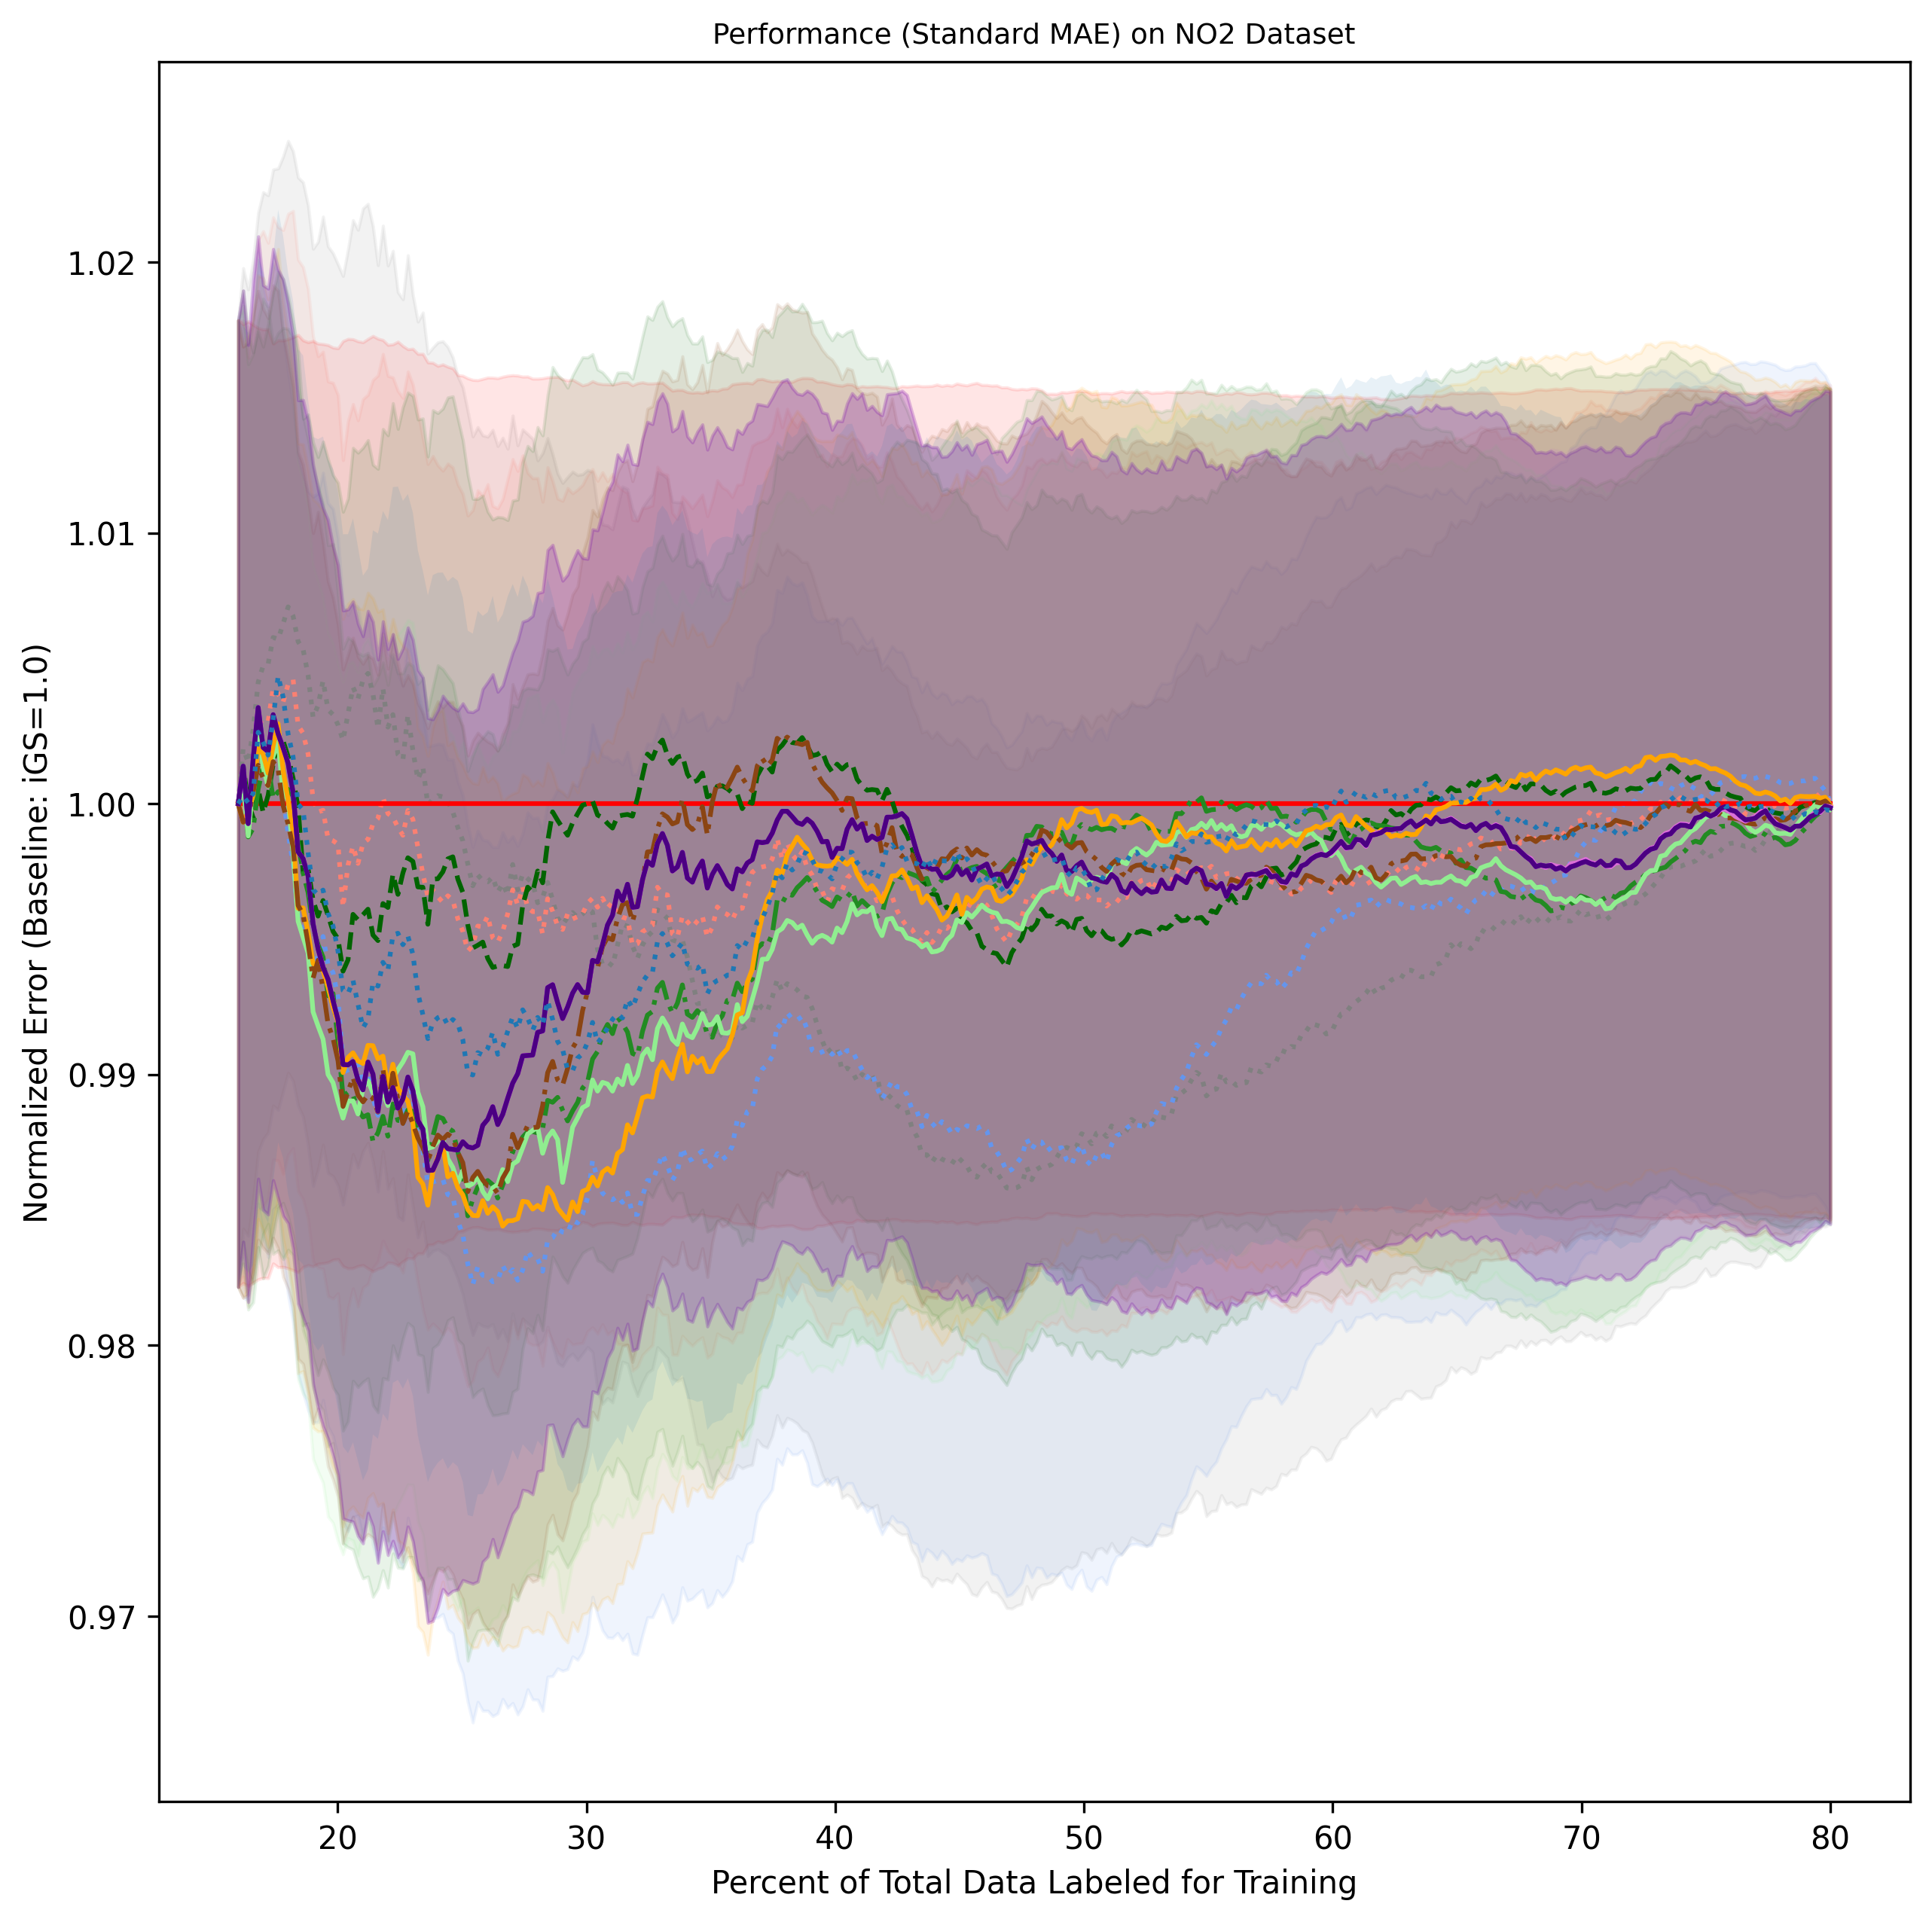 Performance (Standard MAE) on NO2 Dataset
Normalized Error (Baseline: iGS=1.0)
1.02
1.01
1.00
0.99
0.98
0.97
20 30 40 50 60 70 80
Percent of Total Data Labeled for Training